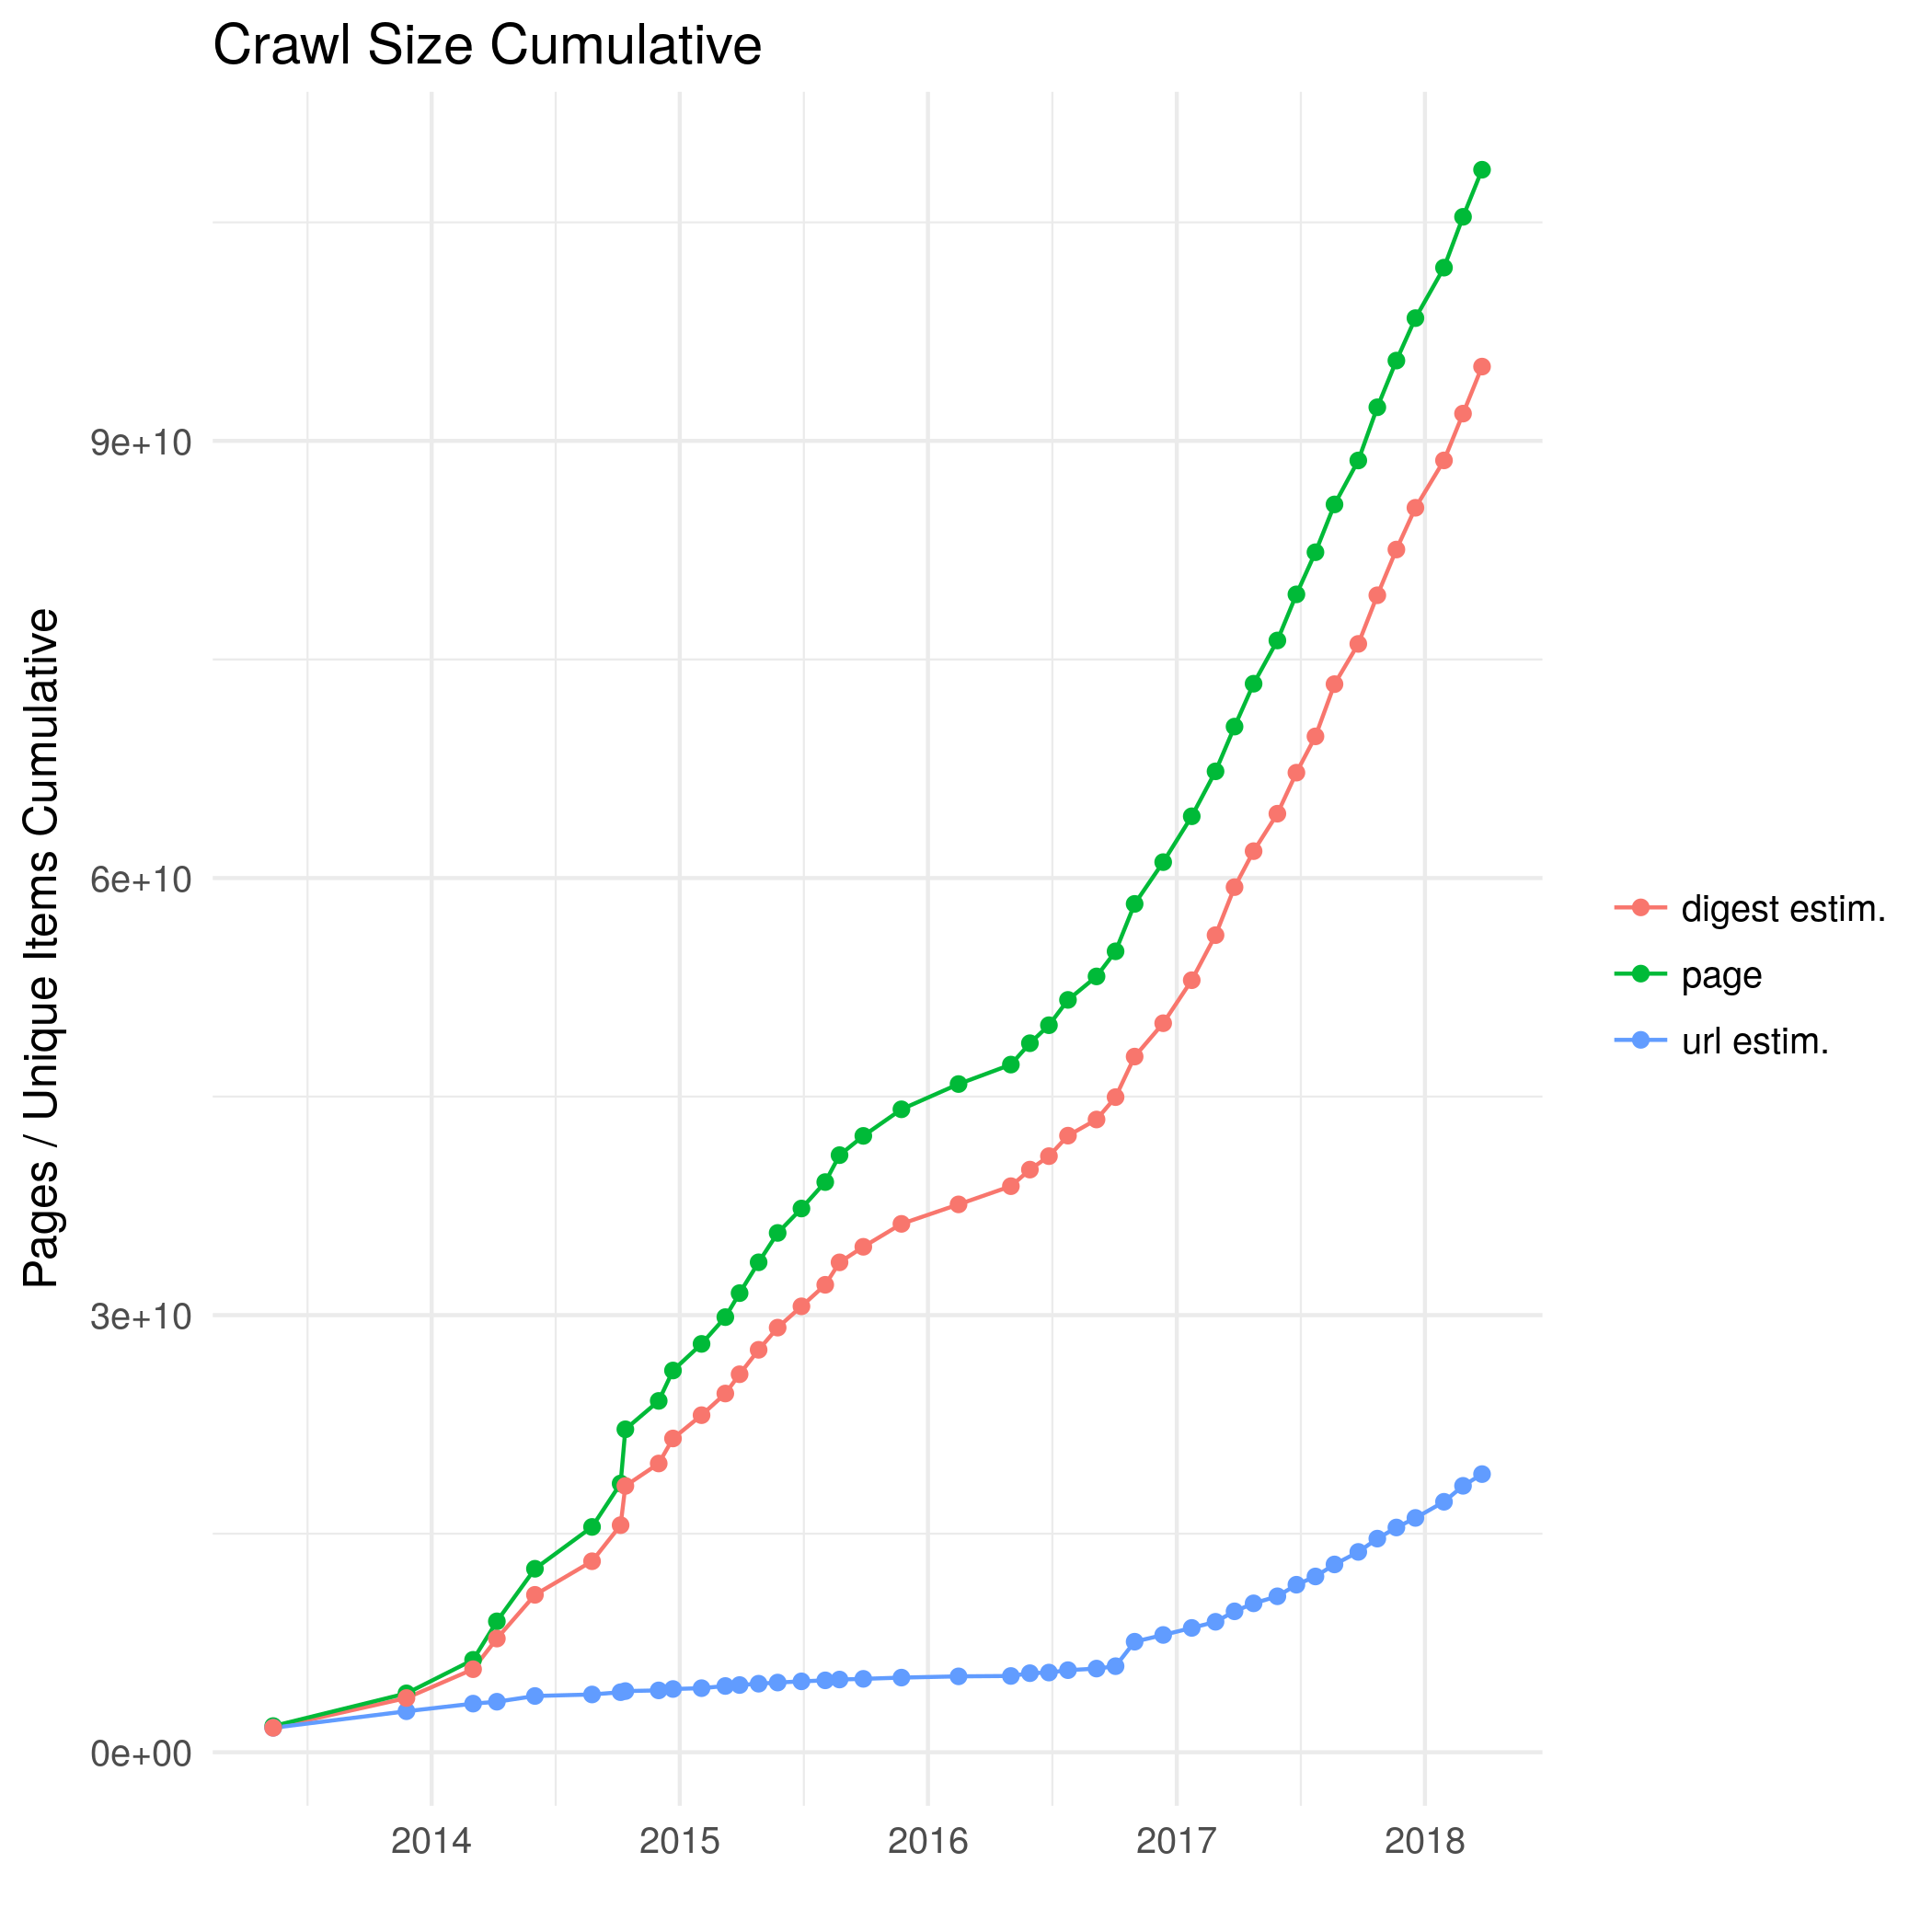 Crawl Size Cumulative
Pages / Unique Items Cumulative
9e+10
6e+10
3e+10
0e+00
2014
2015
2016
2017
2018
digest estim.
page
url estim.